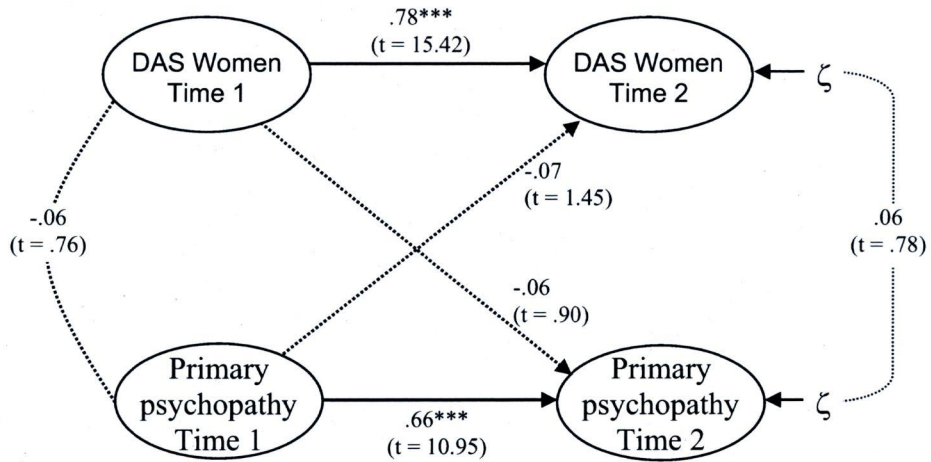 .78***
(t = 15.42)
DAS Women
Time 1
DAS Women
Time 2
ζ
-.07
(t = 1.45)
-.06
(t = .76)
.06
(t = .78)
-.06
(t = .90)
Primary
psychopathy
Time 1
Primary
psychopathy
Time 2
ζ
.66***
(t = 10.95)